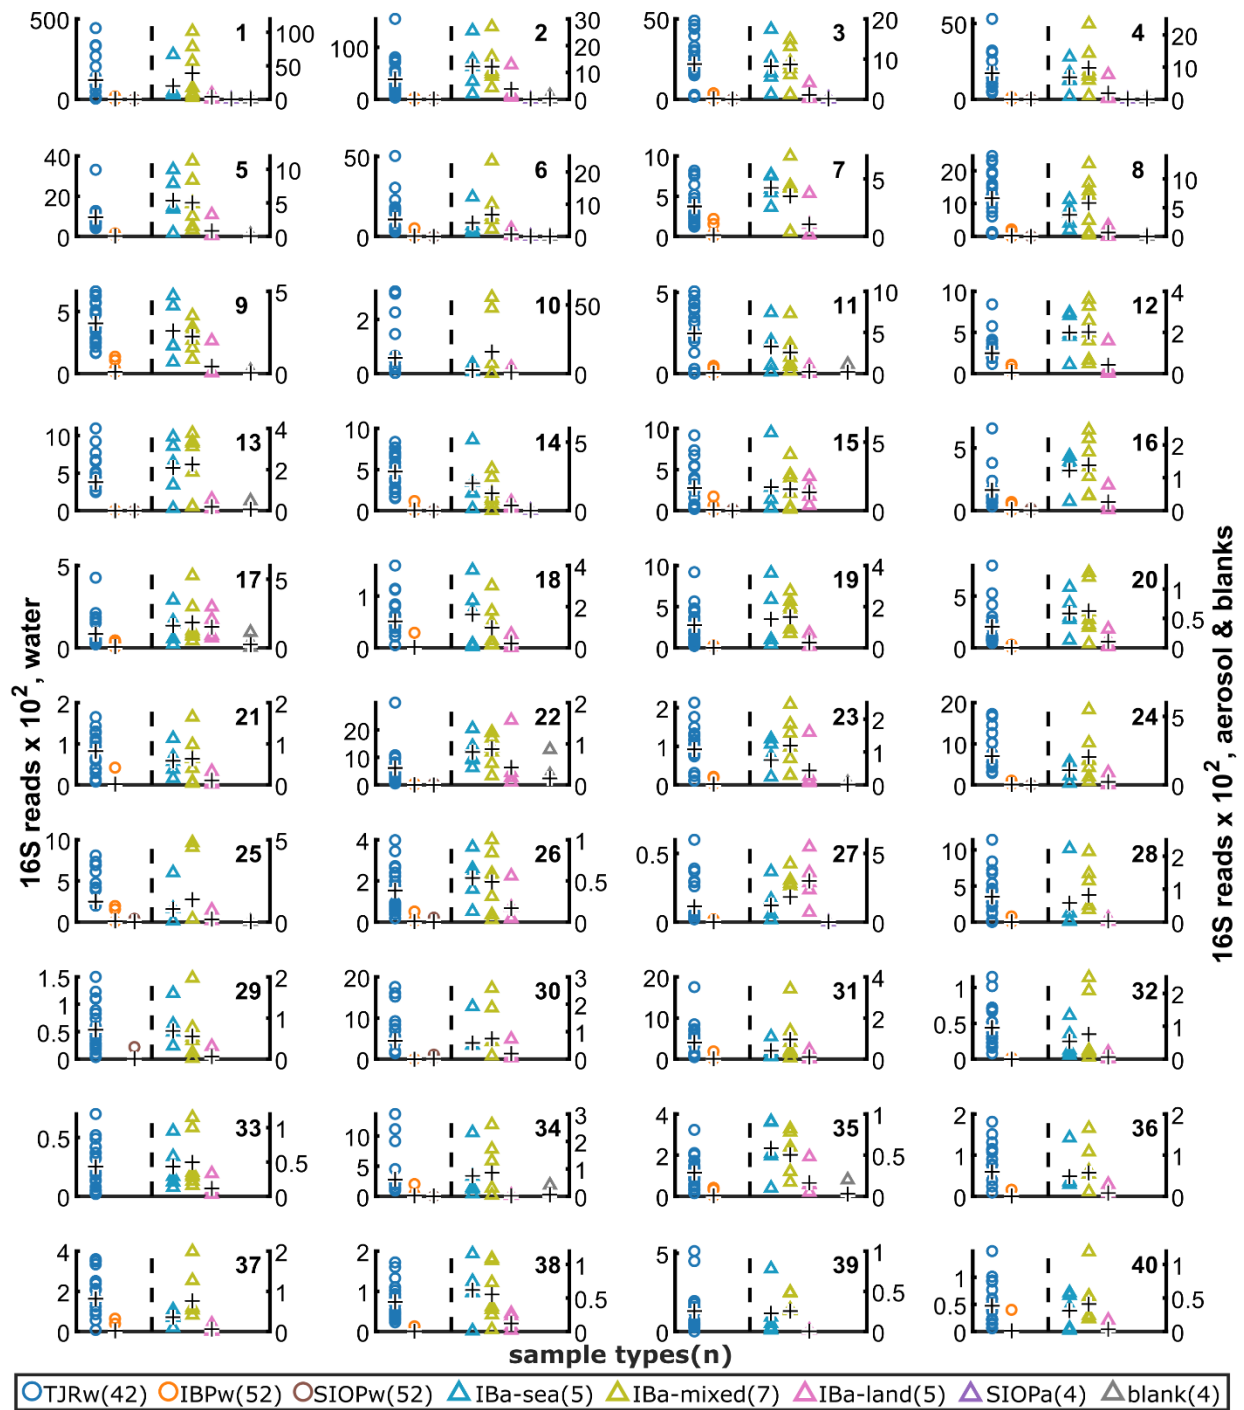 500 0 1 100 50 0
100 0 2 30 20 10 0
50 0 3 20 10 0
50 0 4 20 10 0
40 20 0 5 10 5 0
50 0 6 20 10 0
10 5 0 7 5 0
20 10 0 8 10 5 0
5 0 9 5 0
2 0 10 50 0
5 0 11 10 5 0
10 5 0 12 4 2 0
10 5 0 13 4 2 0
10 5 0 14 5 0
10 5 0 15 5 0
5 0 16 2 1 0
5 0 17 5 0
1 0 18 4 2 0
10 5 0 19 4 2 0
5 0 20 1 0.5 0
2 1 0 21 2 1 0
20 10 0 22 2 1 0
2 1 0 23 2 1 0
20 10 0 24 5 0
10 5 0 25 5 0
4 2 0 26 1 0.5 0
0.5 0 27 5 0
10 5 0 28 2 1 0
1.5 1 0.5 0 29 2 1 0
20 10 0 30 3 2 1 0
20 10 0 31 4 2 0
1 0.5 0 32 2 1 0
0.5 0 33 1 0.5 0
10 5 0 34 3 2 1 0
4 2 0 35 1 0.5 0
2 1 0 36 2 1 0
4 2 0 37 2 1 0
2 1 0 38 1 0.5 0
5 0 39 1 0.5 0
1 0.5 0 40 1 0.5 0
16S reads x 10², water
16S reads x 10², aerosol & blanks
sample types(n)
TJRw(42) IBPw(52) SIOPw(52) IBa-sea(5) IBa-mixed(7) IBa-land(5) SIOPa(4) blank(4)